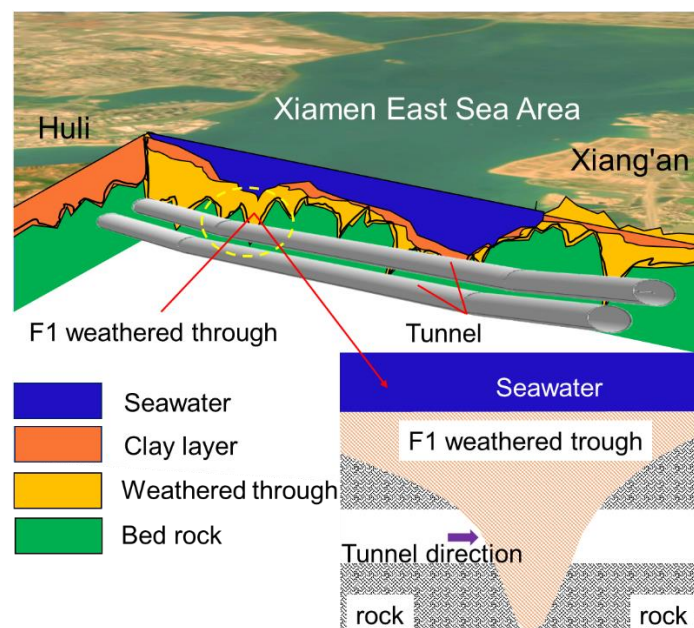 Xiamen East Sea Area
Huli
Xiang'an
F1 weathered through
Tunnel
Seawater
Clay layer
Weathered through
Bed rock
Seawater
F1 weathered trough
Tunnel direction
rock
rock